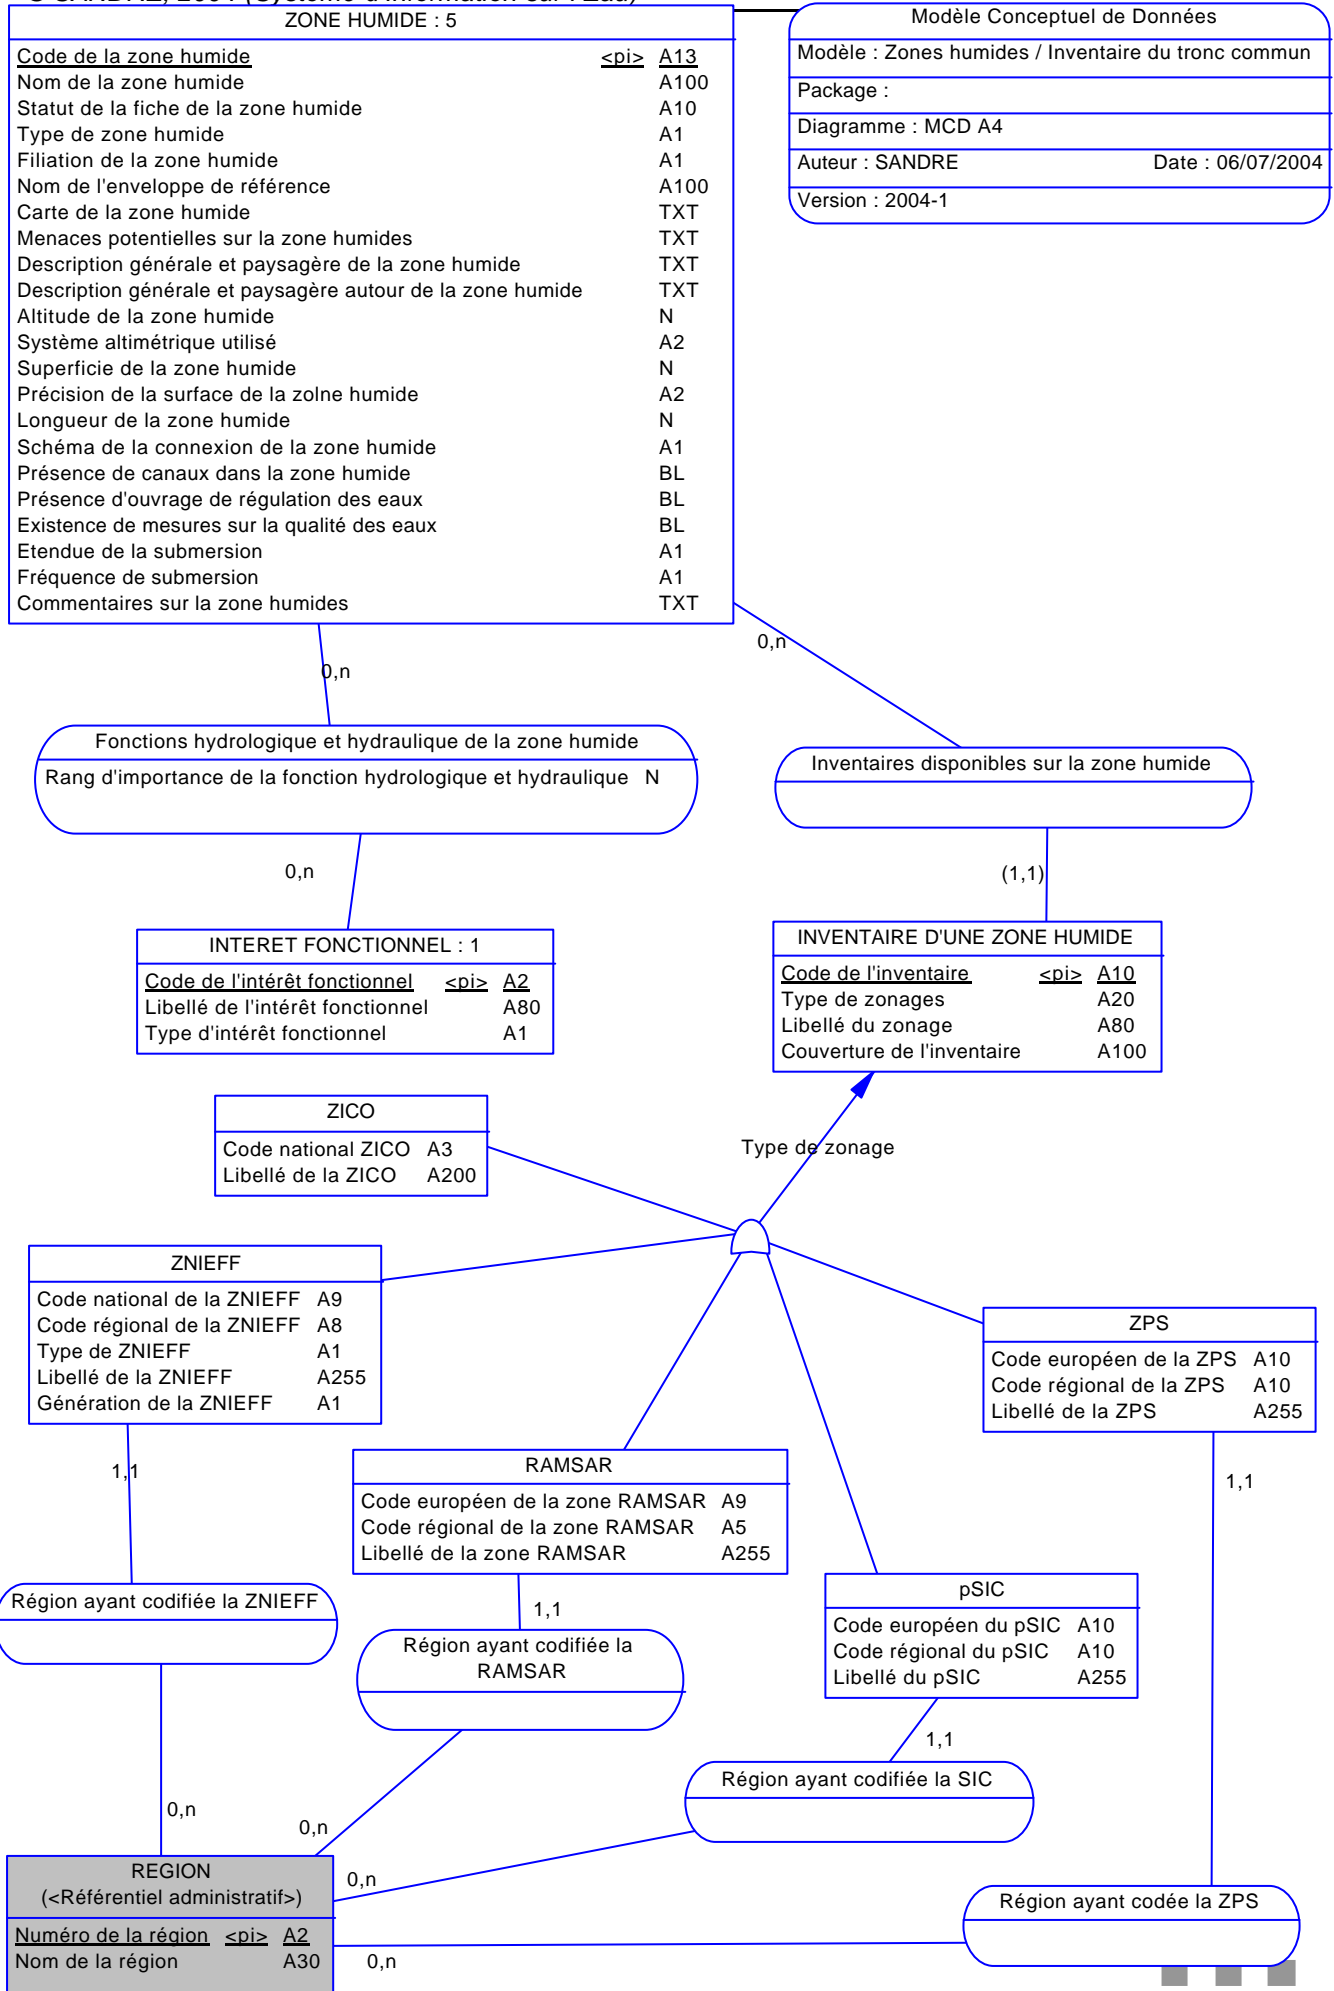 © SANDRE, 2004 (Système d'Information sur l'Eau)
ZONE HUMIDE : 5
Code de la zone humide <pi> A13
Nom de la zone humide A100
Statut de la fiche de la zone humide A10
Type de zone humide A1
Filiation de la zone humide A1
Nom de l'enveloppe de référence A100
Carte de la zone humide TXT
Menaces potentielles sur la zone humides TXT
Description générale et paysagère de la zone humide TXT
Description générale et paysagère autour de la zone humide TXT
Altitude de la zone humide N
Système altimétrique utilisé A2
Superficie de la zone humide N
Précision de la surface de la zolne humide A2
Longueur de la zone humide N
Schéma de la connexion de la zone humide A1
Présence de canaux dans la zone humide BL
Présence d'ouvrage de régulation des eaux BL
Existence de mesures sur la qualité des eaux BL
Etendue de la submersion A1
Fréquence de submersion A1
Commentaires sur la zone humides TXT
Modèle Conceptuel de Données
Modèle : Zones humides / Inventaire du tronc commun
Package :
Diagramme : MCD A4
Auteur : SANDRE Date : 06/07/2004
Version : 2004-1
0,n
0,n
Fonctions hydrologique et hydraulique de la zone humide
Rang d'importance de la fonction hydrologique et hydraulique N
Inventaires disponibles sur la zone humide
0,n
(1,1)
INTERET FONCTIONNEL : 1
Code de l'intérêt fonctionnel <pi> A2
Libellé de l'intérêt fonctionnel A80
Type d'intérêt fonctionnel A1
INVENTAIRE D'UNE ZONE HUMIDE
Code de l'inventaire <pi> A10
Type de zonages A20
Libellé du zonage A80
Couverture de l'inventaire A100
ZICO
Code national ZICO A3
Libellé de la ZICO A200
Type de zonage
ZNIEFF
Code national de la ZNIEFF A9
Code régional de la ZNIEFF A8
Type de ZNIEFF A1
Libellé de la ZNIEFF A255
Génération de la ZNIEFF A1
ZPS
Code européen de la ZPS A10
Code régional de la ZPS A10
Libellé de la ZPS A255
1,1
RAMSAR
Code européen de la zone RAMSAR A9
Code régional de la zone RAMSAR A5
Libellé de la zone RAMSAR A255
1,1
pSIC
Code européen du pSIC A10
Code régional du pSIC A10
Libellé du pSIC A255
Région ayant codifiée la ZNIEFF
1,1
Région ayant codifiée la
RAMSAR
1,1
Région ayant codifiée la SIC
0,n
0,n
REGION
(<Référentiel administratif>)
Numéro de la région <pi> A2
Nom de la région A30
0,n
Région ayant codée la ZPS
0,n